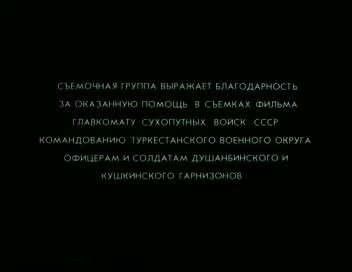 СЪЕМОЧНАЯ ГРУППА ВЫРАЖАЕТ БЛАГОДАРНОСТЬ
ЗА ОКАЗАННУЮ ПОМОЩЬ В СЪЕМКАХ ФИЛЬМА
ГЛАВКОМАТУ СУХОПУТНЫХ ВОЙСК СССР
КОМАНДОВАНИЮ ТУРКЕСТАНСКОГО ВОЕННОГО ОКРУГА
ОФИЦЕРАМ И СОЛДАТАМ ДУШАНБИНСКОГО И
КУШКИНСКОГО ГАРНИЗОНОВ